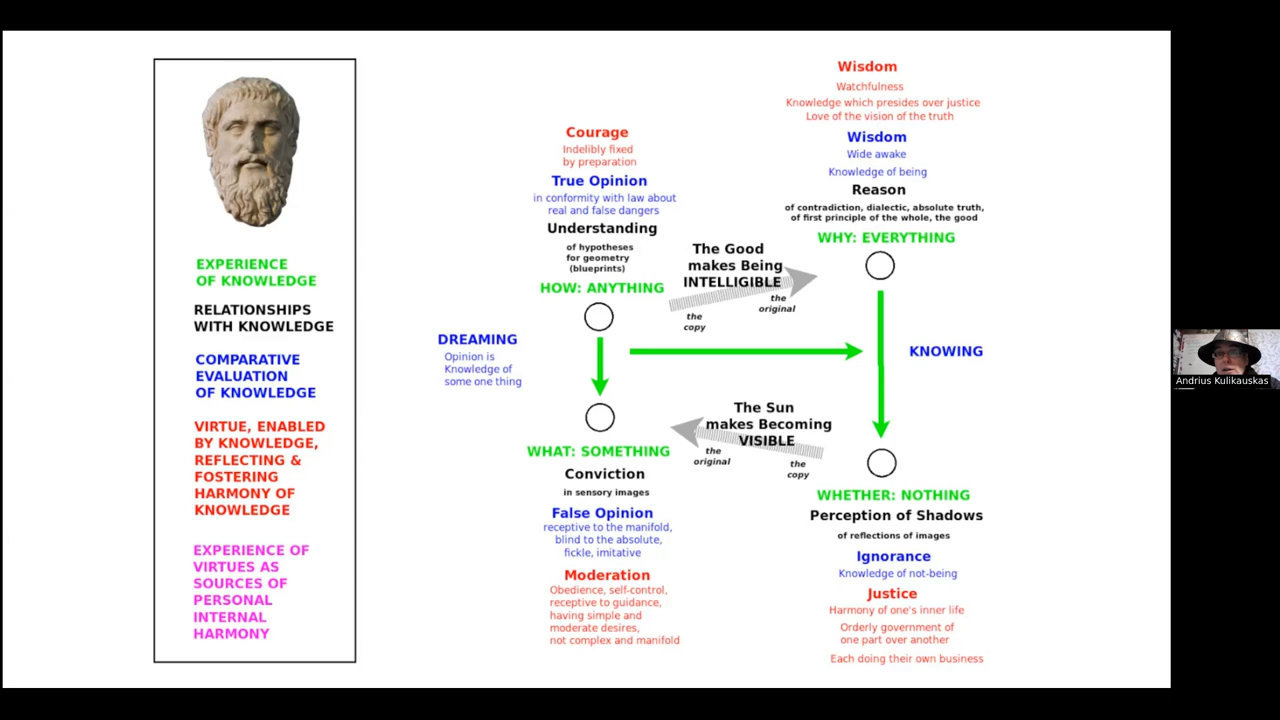 EXPERIENCE
OF KNOWLEDGE
RELATIONSHIPS
WITH KNOWLEDGE
COMPARATIVE
EVALUATION
OF KNOWLEDGE
VIRTUE, ENABLED
BY KNOWLEDGE,
REFLECTING &
FOSTERING
HARMONY OF
KNOWLEDGE
EXPERIENCE OF
VIRTUES AS
SOURCES OF
PERSONAL
INTERNAL
HARMONY
Courage
Indelibly fixed
by preparation
True Opinion
in conformity with law about
real and false dangers
Understanding
of hypotheses
for geometry
(blueprints)
HOW: ANYTHING
DREAMING
Opinion is
Knowledge of
some one thing
WHAT: SOMETHING
Conviction
in sensory images
False Opinion
receptive to the manifold,
blind to the absolute,
fickle, imitative
Moderation
Obedience, self-control,
receptive to guidance,
having simple and
moderate desires,
not complex and manifold
The Good
makes Being
INTELLIGIBLE
the
copy
the
original
The Sun
makes Becoming
VISIBLE
the
original
the
copy
Wisdom
Watchfulness
Knowledge which presides over justice
Love of the vision of the truth
Wisdom
Wide awake
Knowledge of being
Reason
of contradiction, dialectic, absolute truth,
of first principle of the whole, the good
WHY: EVERYTHING
KNOWING
WHETHER: NOTHING
Perception of Shadows
of reflections of images
Ignorance
Knowledge of not-being
Justice
Harmony of one's inner life
Orderly government of
one part over another
Each doing their own business
Andrius Kulikauskas